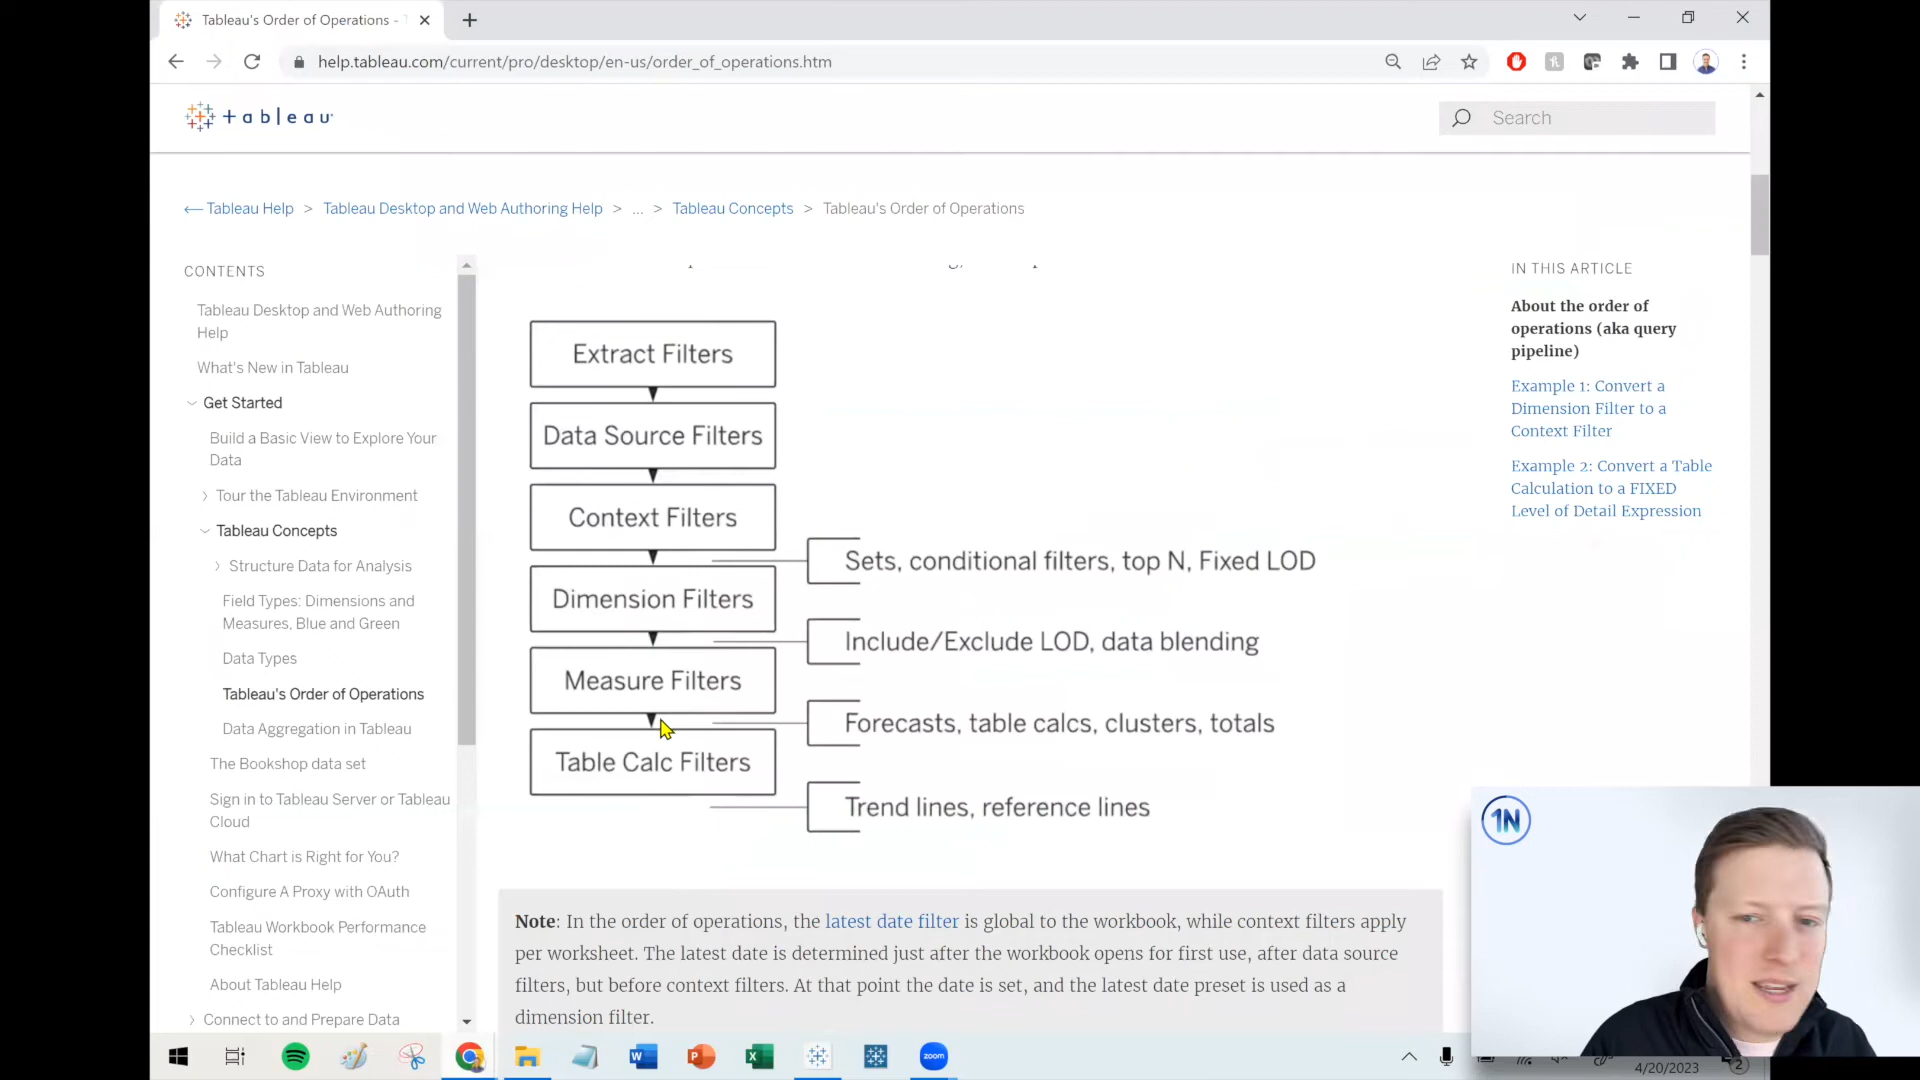 Tableau's Order of Operations -
help.tableau.com/current/pro/desktop/en-us/order_of_operations.htm
+ableau
Search
Tableau Help > Tableau Desktop and Web Authoring Help > ... > Tableau Concepts > Tableau's Order of Operations
CONTENTS
Tableau Desktop and Web Authoring
Help
What's New in Tableau
Get Started
Build a Basic View to Explore Your
Data
Tour the Tableau Environment
Tableau Concepts
Structure Data for Analysis
Field Types: Dimensions and
Measures, Blue and Green
Data Types
Tableau's Order of Operations
Data Aggregation in Tableau
The Bookshop data set
Sign in to Tableau Server or Tableau
Cloud
What Chart is Right for You?
Configure A Proxy with OAuth
Tableau Workbook Performance
Checklist
About Tableau Help
Connect to and Prepare Data
Extract Filters
Data Source Filters
Context Filters
Sets, conditional filters, top N, Fixed LOD
Dimension Filters
Include/Exclude LOD, data blending
Measure Filters
Forecasts, table calcs, clusters, totals
Table Calc Filters
Trend lines, reference lines
Note: In the order of operations, the latest date filter is global to the workbook, while context filters apply
per worksheet. The latest date is determined just after the workbook opens for first use, after data source
filters, but before context filters. At that point the date is set, and the latest date preset is used as a
dimension filter.
IN THIS ARTICLE
About the order of
operations (aka query
pipeline)
Example 1: Convert a
Dimension Filter to a
Context Filter
Example 2: Convert a Table
Calculation to a FIXED
Level of Detail Expression
1N
zoom
4/20/2023
2